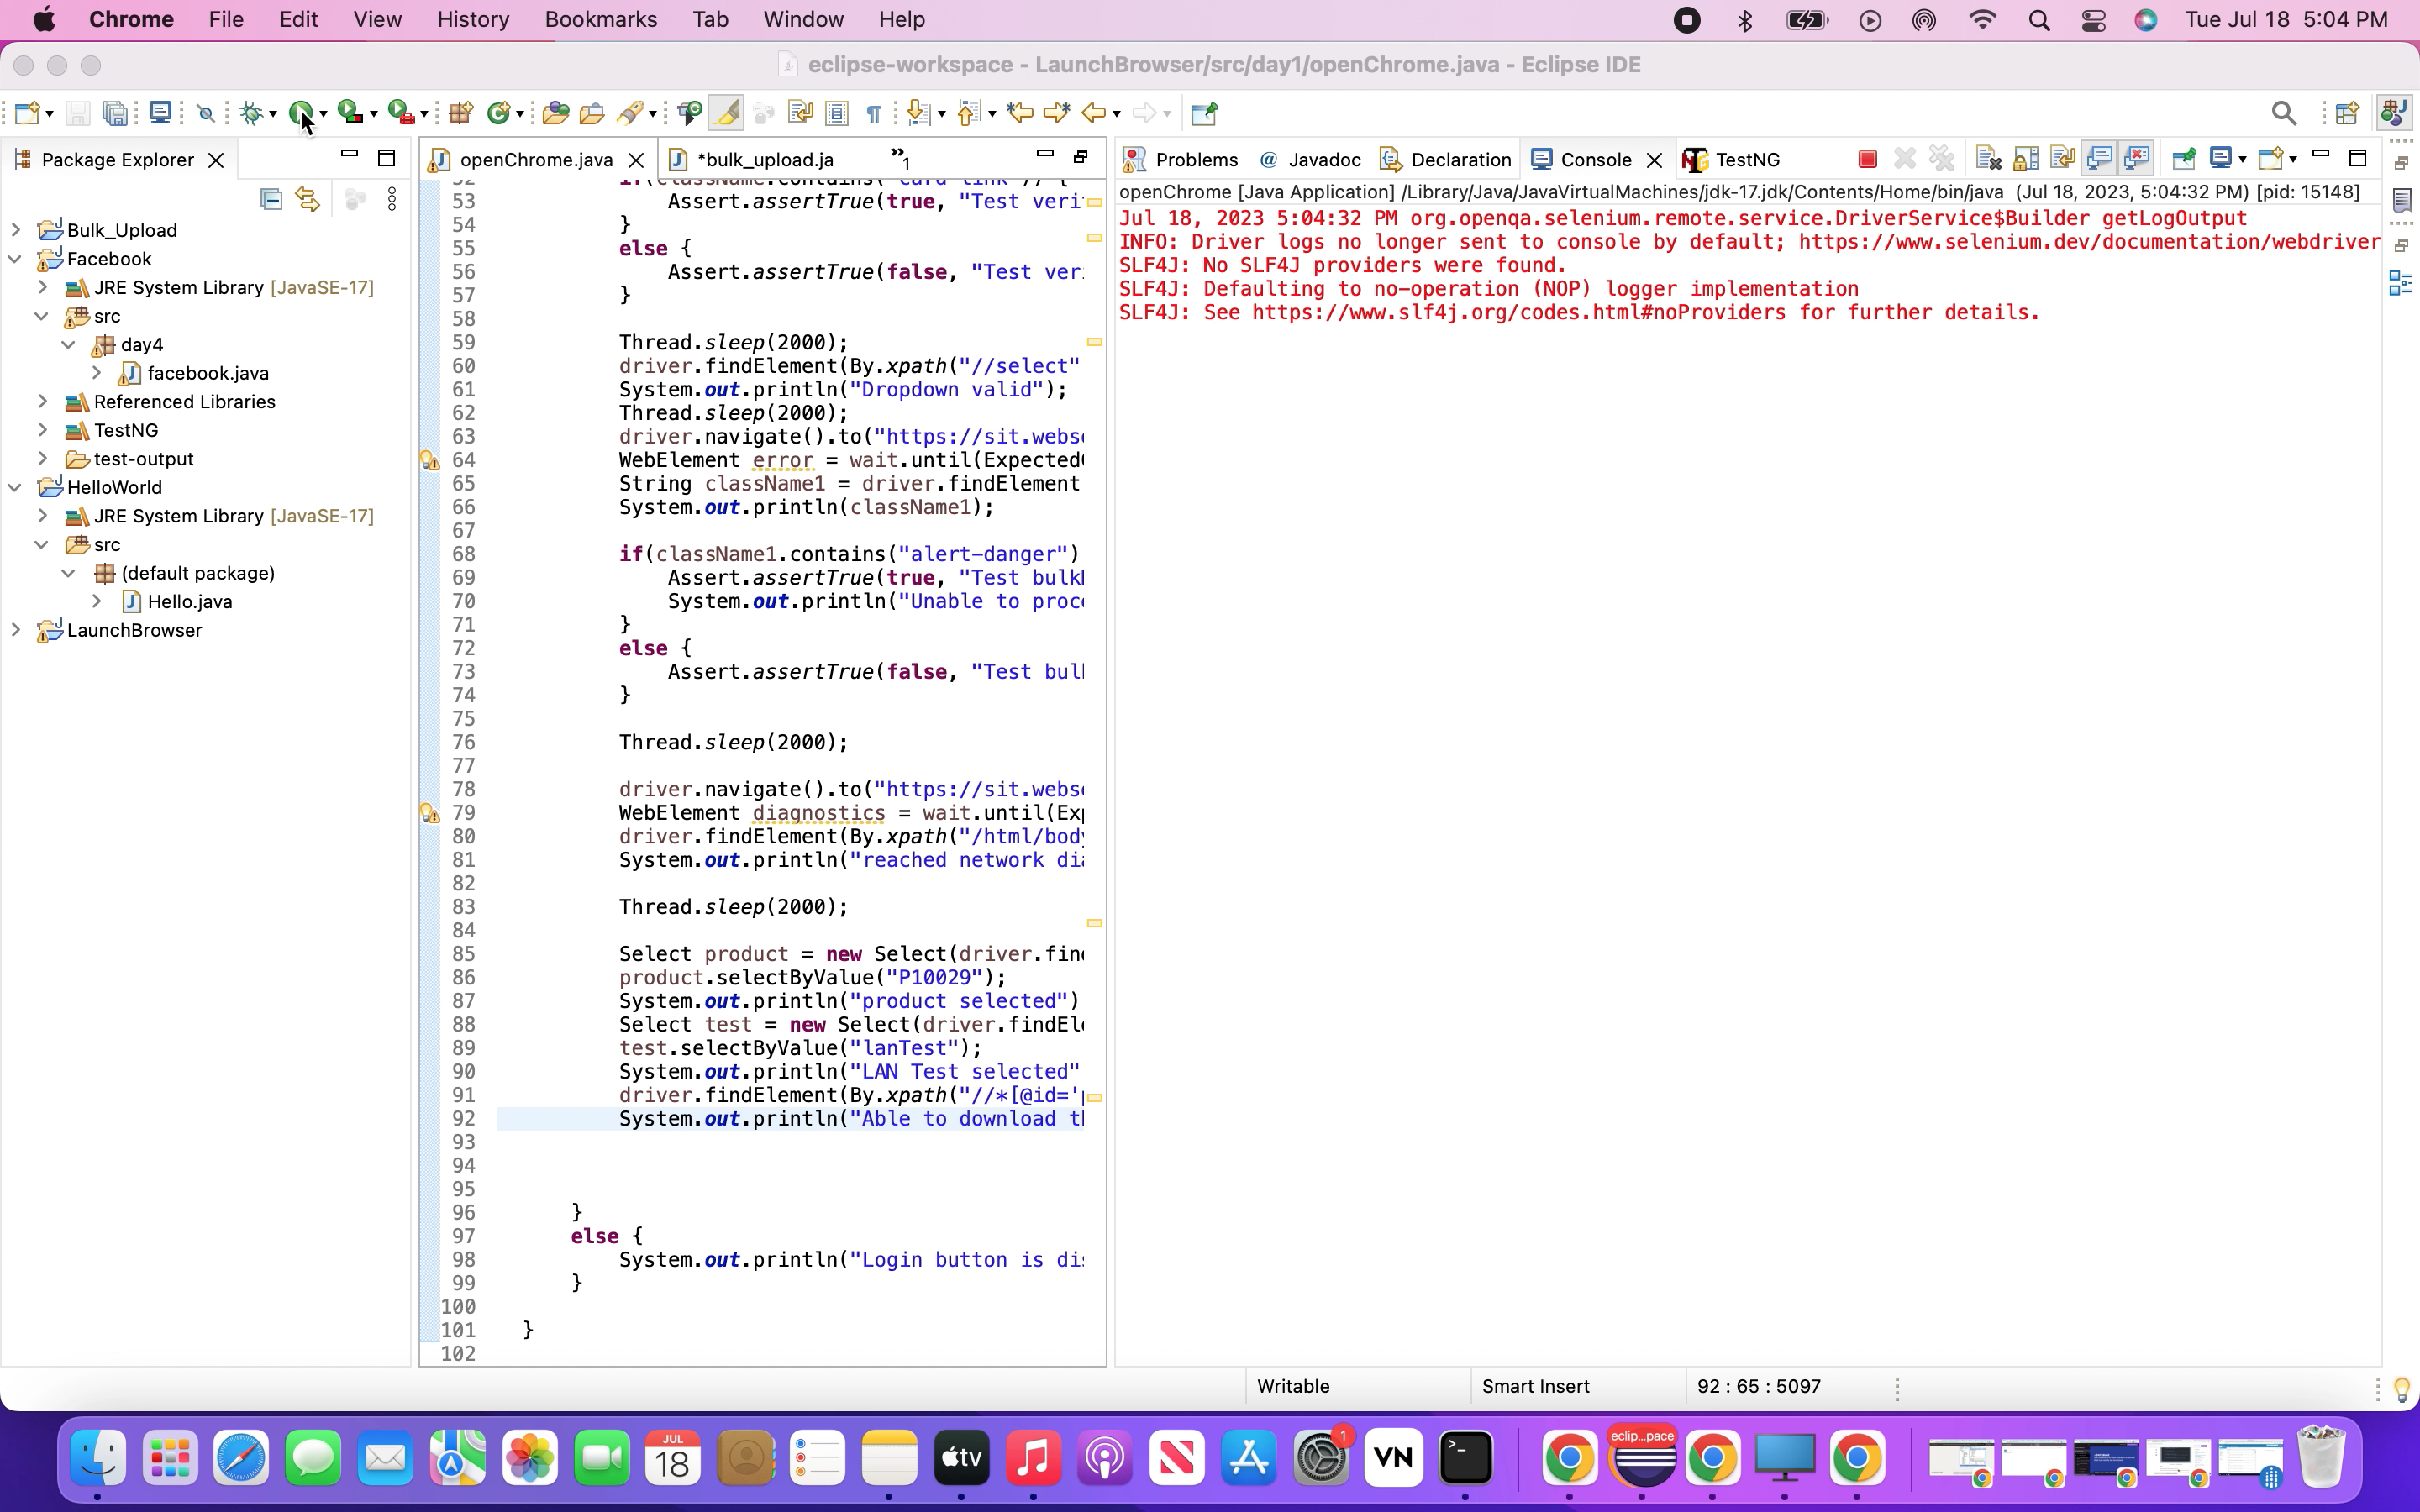 Chrome File Edit View History Bookmarks Tab Window Help Tue Jul 18 5:04 PM
eclipse-workspace - LaunchBrowser/src/day1/openChrome.java - Eclipse IDE
Package Explorer
Bulk_Upload
Facebook
JRE System Library [JavaSE-17]
src
day4
facebook.java
Referenced Libraries
TestNG
test-output
HelloWorld
JRE System Library [JavaSE-17]
src
(default package)
Hello.java
LaunchBrowser
openChrome.java *bulk_upload.ja »1
53 Assert.assertTrue(true, "Test veri
54 }
55 else {
56 Assert.assertTrue(false, "Test ver
57 }
58
59 Thread.sleep(2000);
60 driver.findElement(By.xpath("//select"
61 System.out.println("Dropdown valid");
62 Thread.sleep(2000);
63 driver.navigate().to("https://sit.webs
64 WebElement error = wait.until(Expected
65 String className1 = driver.findElement
66 System.out.println(className1);
67
68 if(className1.contains("alert-danger")
69 Assert.assertTrue(true, "Test bulk
70 System.out.println("Unable to proc
71 }
72 else {
73 Assert.assertTrue(false, "Test bul
74 }
75
76 Thread.sleep(2000);
77
78 driver.navigate().to("https://sit.webs
79 WebElement diagnostics = wait.until(Exp
80 driver.findElement(By.xpath("/html/body
81 System.out.println("reached network dia
82
83 Thread.sleep(2000);
84
85 Select product = new Select(driver.fin
86 product.selectByValue("P10029");
87 System.out.println("product selected")
88 Select test = new Select(driver.findEl
89 test.selectByValue("lanTest");
90 System.out.println("LAN Test selected"
91 driver.findElement(By.xpath("//*[@id='
92 System.out.println("Able to download t
93
94
95
96 }
97 else {
98 System.out.println("Login button is di
99 }
100
101 }
102
Problems @ Javadoc Declaration Console TestNG
openChrome [Java Application] /Library/Java/JavaVirtualMachines/jdk-17.jdk/Contents/Home/bin/java (Jul 18, 2023, 5:04:32 PM) [pid: 15148]
Jul 18, 2023 5:04:32 PM org.openqa.selenium.remote.service.DriverService$Builder getLogOutput
INFO: Driver logs no longer sent to console by default; https://www.selenium.dev/documentation/webdriver
SLF4J: No SLF4J providers were found.
SLF4J: Defaulting to no-operation (NOP) logger implementation
SLF4J: See https://www.slf4j.org/codes.html#noProviders for further details.
Writable Smart Insert 92 : 65 : 5097
JUL
18
tv
1
VN
>_
eclip...pace